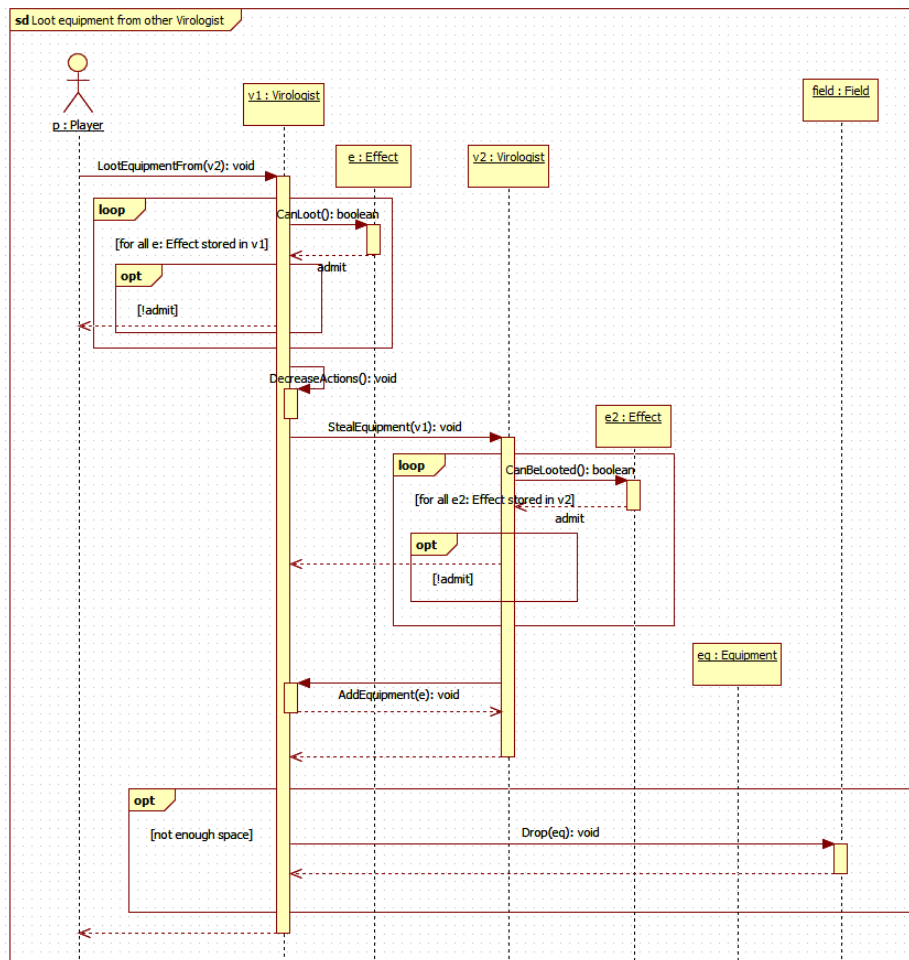 sd Loot equipment from other Virologist
p : Player
v1 : Virologist
field : Field
e : Effect
v2 : Virologist
LootEquipmentFrom(v2): void
loop
CanLoot(): boolean
[for all e: Effect stored in v1]
admit
opt
[!admit]
DecreaseActions(): void
e2 : Effect
StealEquipment(v1): void
loop
CanBeLooted(): boolean
[for all e2: Effect stored in v2]
admit
opt
[!admit]
eq : Equipment
AddEquipment(e): void
opt
[not enough space]
Drop(eq): void